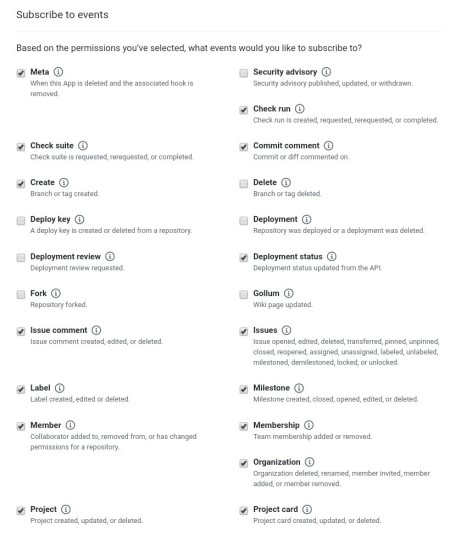 Subscribe to events
Based on the permissions you've selected, what events would you like to subscribe to?
Meta
When this App is deleted and the associated hook is
removed.
Security advisory
Security advisory published, updated, or withdrawn.
Check run
Check run is created, requested, rerequested, or completed.
Check suite
Check suite is requested, rerequested, or completed.
Commit comment
Commit or diff commented on.
Create
Branch or tag created.
Delete
Branch or tag deleted.
Deploy key
A deploy key is created or deleted from a repository.
Deployment
Repository was deployed or a deployment was deleted.
Deployment review
Deployment review requested.
Deployment status
Deployment status updated from the API.
Fork
Repository forked.
Gollum
Wiki page updated.
Issue comment
Issue comment created, edited, or deleted.
Issues
Issue opened, edited, deleted, transferred, pinned, unpinned,
closed, reopened, assigned, unassigned, labeled, unlabeled,
milestoned, demilestoned, locked, or unlocked.
Label
Label created, edited or deleted.
Milestone
Milestone created, closed, opened, edited, or deleted.
Member
Collaborator added to, removed from, or has changed
permissions for a repository.
Membership
Team membership added or removed.
Organization
Organization deleted, renamed, member invited, member
added, or member removed.
Project
Project created, updated, or deleted.
Project card
Project card created, updated, or deleted.